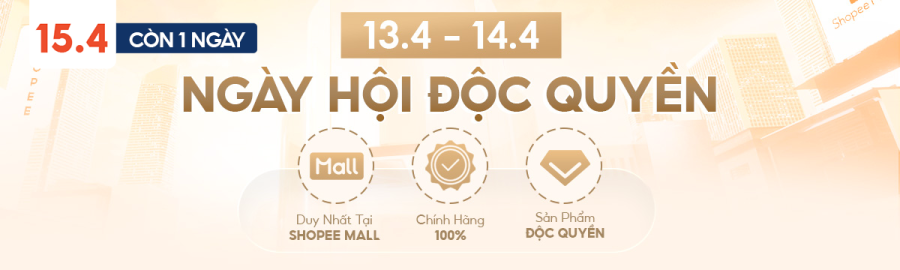 15.4
CÒN 1 NGÀY
13.4 - 14.4
NGÀY HỘI ĐỘC QUYỀN
Mall
Duy Nhất Tại
SHOPEE MALL
Chính Hàng
100%
Sản Phẩm
ĐỘC QUYỀN